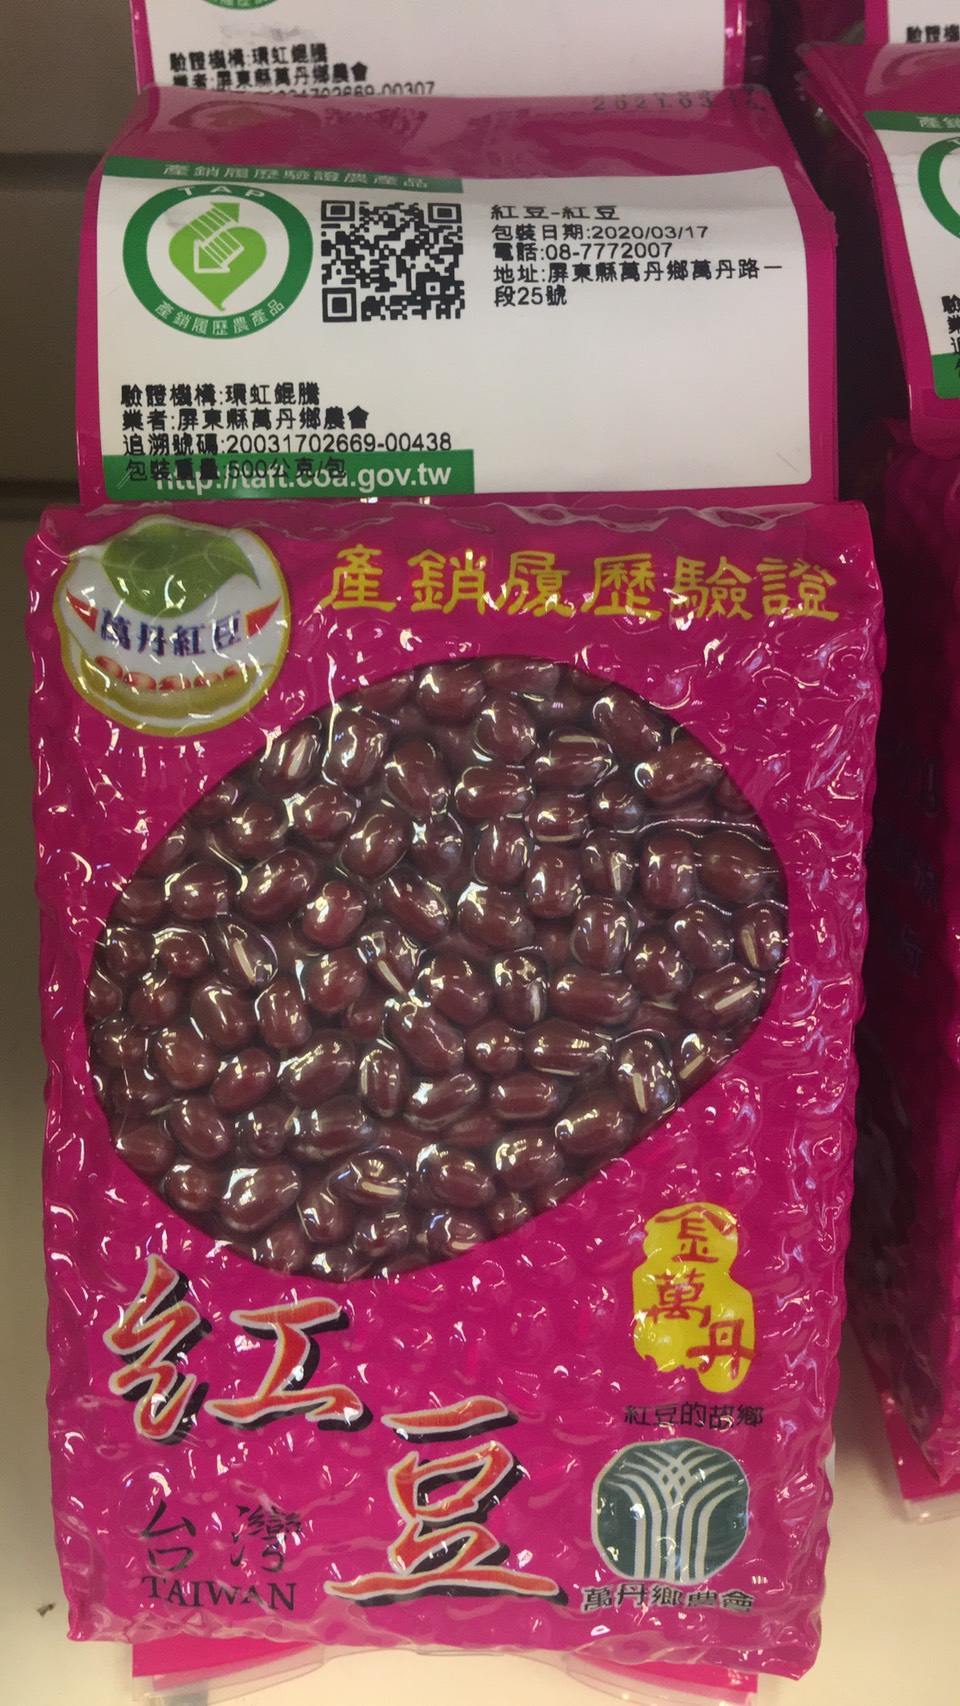 驗證機構:環虹錕騰
業者:屏東縣萬丹鄉農會
2021.03.16
產銷履歷驗證農產品
TAP
產銷履歷農產品
紅豆-紅豆
包裝日期:2020/03/17
電話:08-7772007
地址:屏東縣萬丹鄉萬丹路一
段25號
驗證機構:環虹錕騰
業者:屏東縣萬丹鄉農會
追溯號碼:20031702669-00438
包裝重量:500公克/包
http://taft.coa.gov.tw
產銷履歷驗證
萬丹紅豆
金萬丹
紅豆的故鄉
紅豆
台灣
TAIWAN
萬丹鄉農會